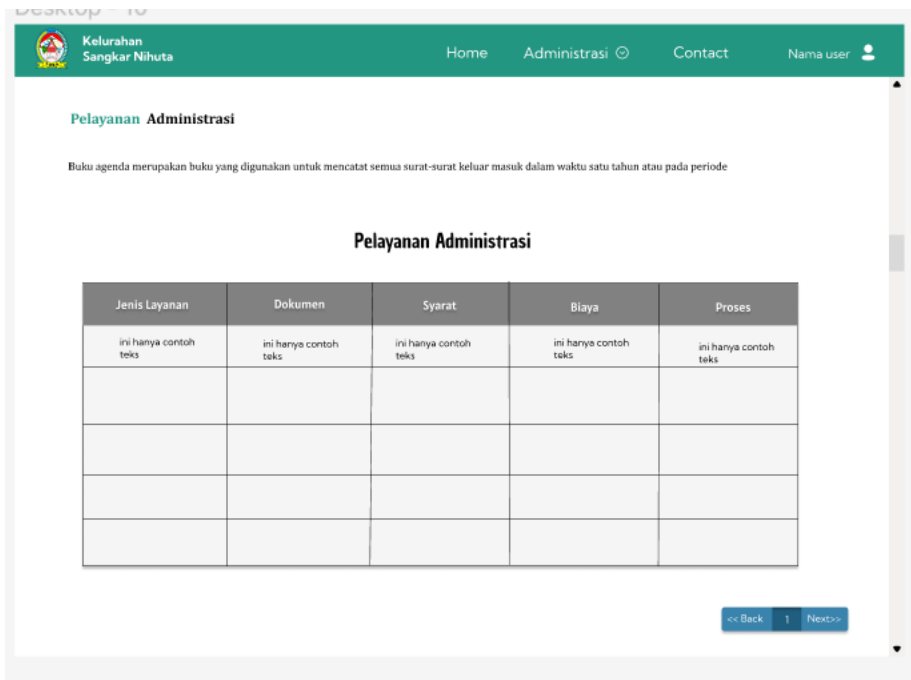 Desktop - 10
Kelurahan
Sangkar Nihuta
Home
Administrasi
Contact
Nama user
Pelayanan Administrasi
Buku agenda merupakan buku yang digunakan untuk mencatat semua surat-surat keluar masuk dalam waktu satu tahun atau pada periode
Pelayanan Administrasi
Jenis Layanan
Dokumen
Syarat
Biaya
Proses
ini hanya contoh
teks
ini hanya contoh
teks
ini hanya contoh
teks
ini hanya contoh
teks
ini hanya contoh
teks
<< Back
1
Next>>